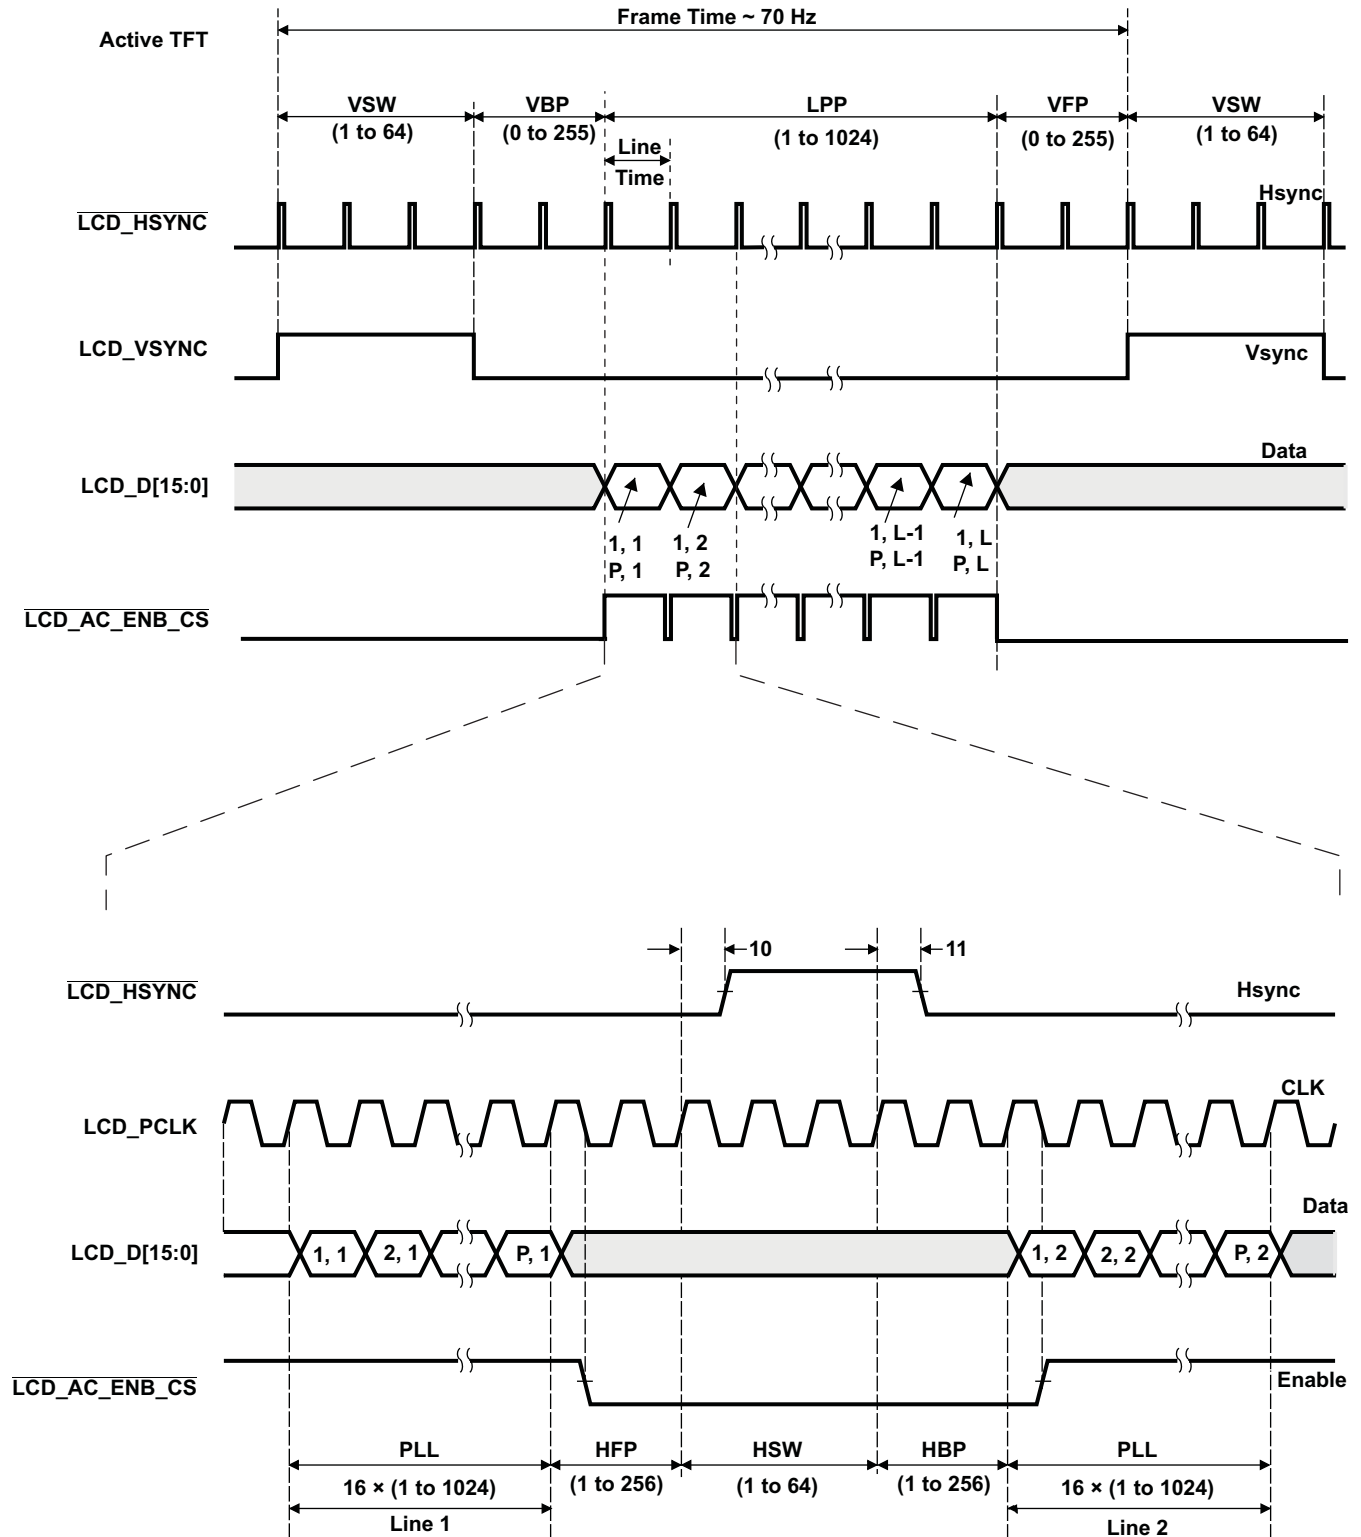 Frame Time ~ 70 Hz
Active TFT
VSW
VBP
LPP
VFP
VSW
(1 to 64)
(0 to 255)
(1 to 1024)
(0 to 255)
(1 to 64)
Line
Time
Hsync
LCD_HSYNC
LCD_VSYNC
Vsync
Data
LCD_D[15:0]
1, 1
P, 1
1, 2
P, 2
1, L-1
P, L-1
1, L
P, L
LCD_AC_ENB_CS
10
11
LCD_HSYNC
Hsync
CLK
LCD_PCLK
Data
LCD_D[15:0]
1, 1
2, 1
P, 1
1, 2
2, 2
P, 2
LCD_AC_ENB_CS
Enable
PLL
HFP
HSW
HBP
PLL
16 × (1 to 1024)
(1 to 256)
(1 to 64)
(1 to 256)
16 × (1 to 1024)
Line 1
Line 2